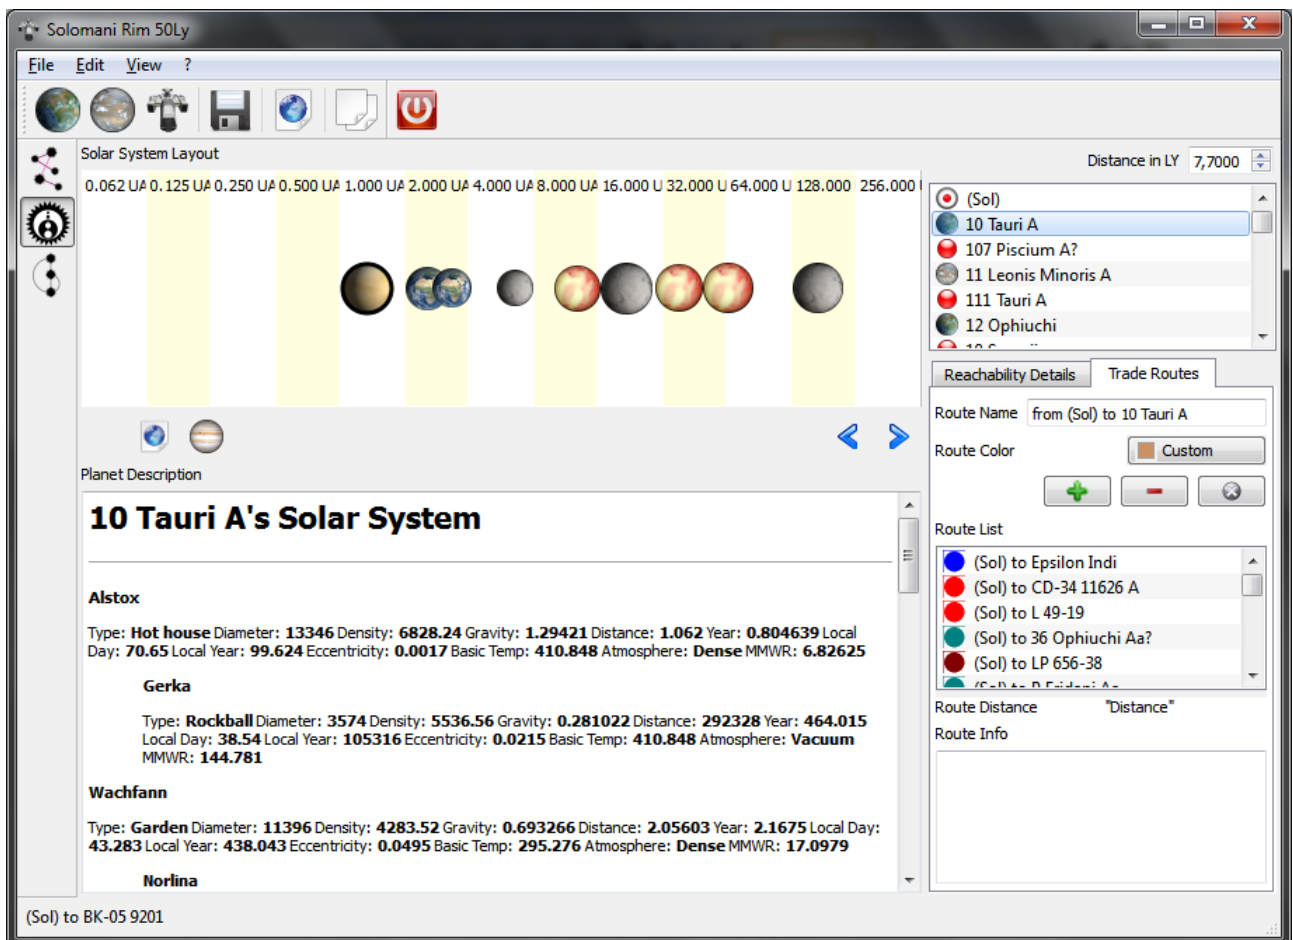 Solomani Rim 50Ly
File Edit View ?
Solar System Layout
0.062 UA 0.125 UA 0.250 UA 0.500 UA 1.000 UA 2.000 UA 4.000 UA 8.000 UA 16.000 U 32.000 U 64.000 U 128.000 256.000
Distance in LY 7,7000
(Sol)
10 Tauri A
107 Piscium A?
11 Leonis Minoris A
111 Tauri A
12 Ophiuchi
Reachability Details Trade Routes
Route Name from (Sol) to 10 Tauri A
Route Color Custom
Route List
(Sol) to Epsilon Indi
(Sol) to CD-34 11626 A
(Sol) to L 49-19
(Sol) to 36 Ophiuchi Aa?
(Sol) to LP 656-38
Route Distance "Distance"
Route Info
Planet Description
10 Tauri A's Solar System
Alstox
Type: Hot house Diameter: 13346 Density: 6828.24 Gravity: 1.29421 Distance: 1.062 Year: 0.804639 Local
Day: 70.65 Local Year: 99.624 Eccentricity: 0.0017 Basic Temp: 410.848 Atmosphere: Dense MMWR: 6.82625
Gerka
Type: Rockball Diameter: 3574 Density: 5536.56 Gravity: 0.281022 Distance: 292328 Year: 464.015
Local Day: 38.54 Local Year: 105316 Eccentricity: 0.0215 Basic Temp: 410.848 Atmosphere: Vacuum
MMWR: 144.781
Wachfann
Type: Garden Diameter: 11396 Density: 4283.52 Gravity: 0.693266 Distance: 2.05603 Year: 2.1675 Local Day:
43.283 Local Year: 438.043 Eccentricity: 0.0495 Basic Temp: 295.276 Atmosphere: Dense MMWR: 17.0979
Norlina
(Sol) to BK-05 9201